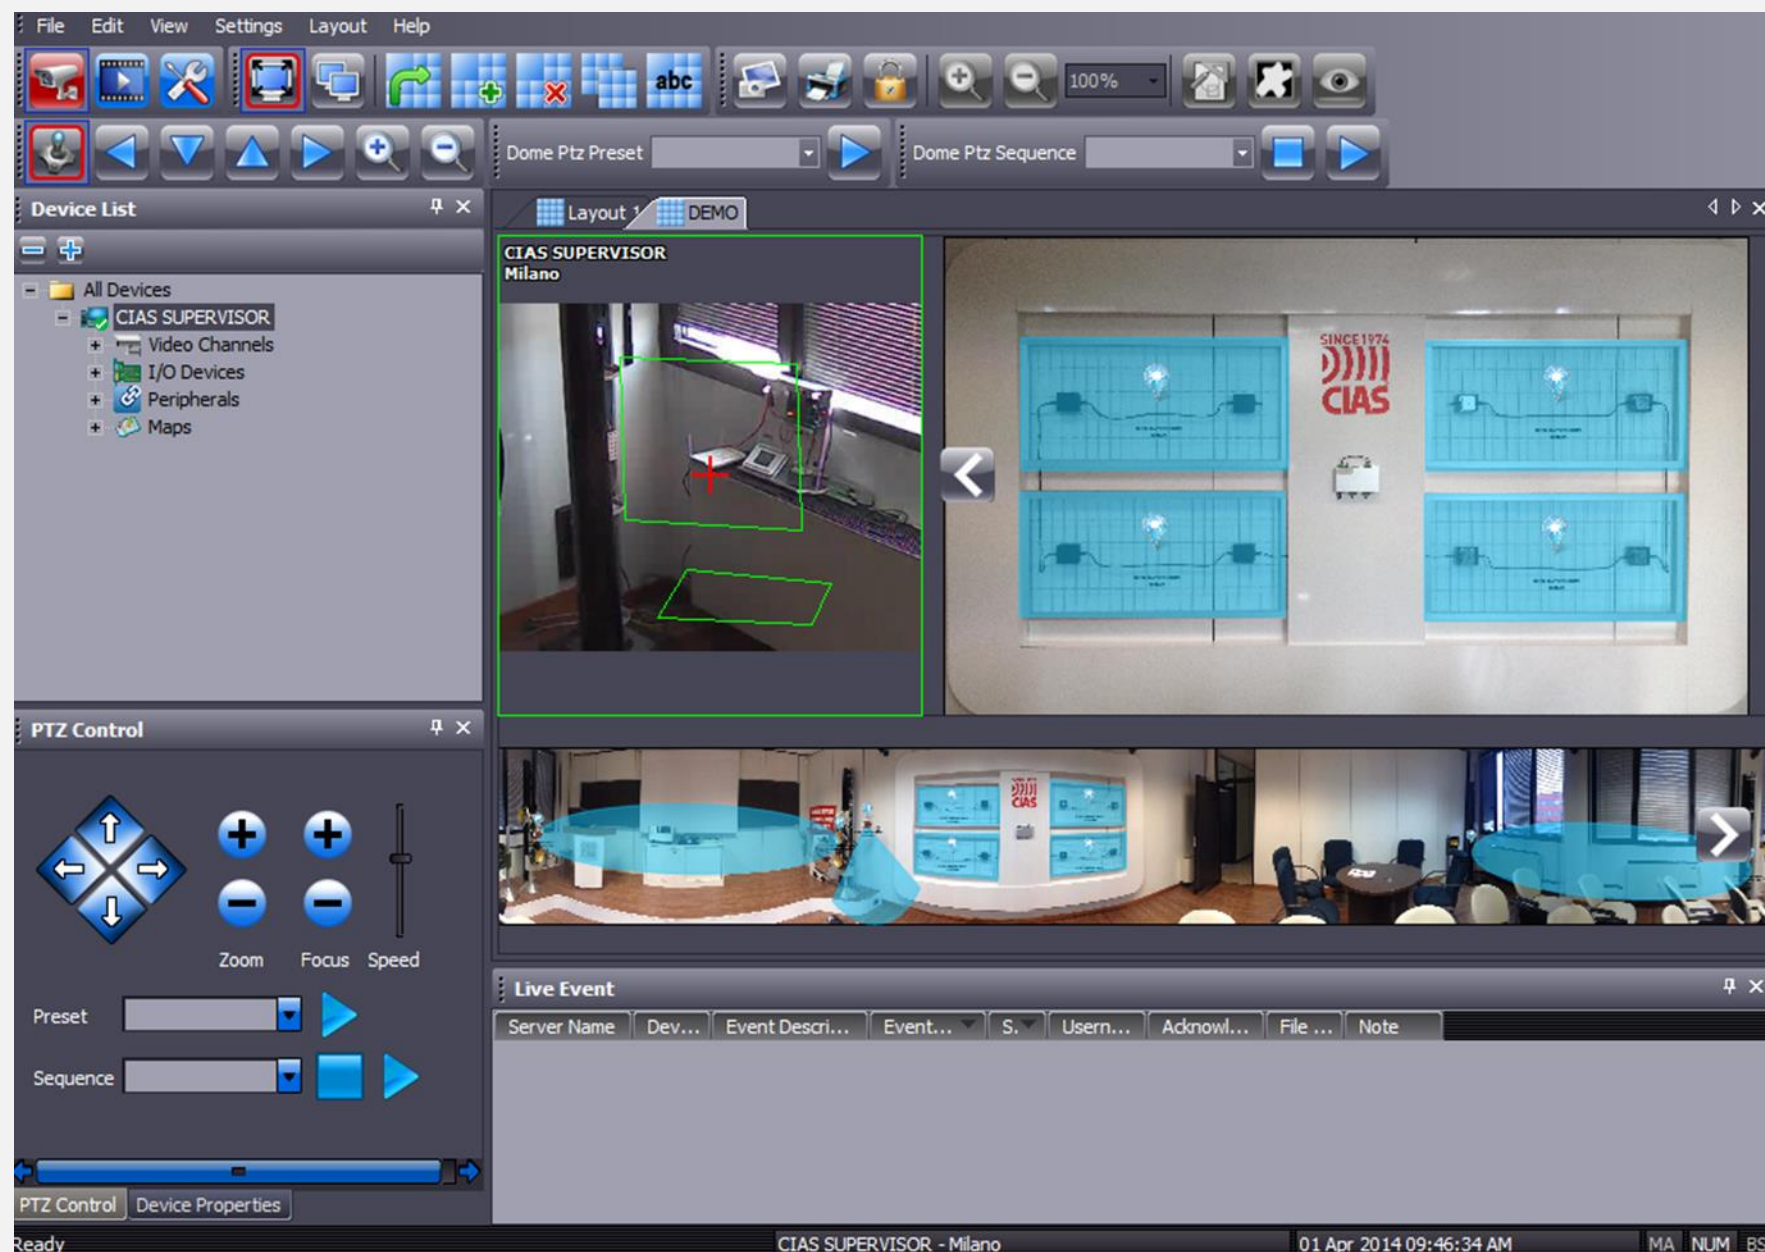 File Edit View Settings Layout Help
abc
100%
Dome Ptz Preset
Dome Ptz Sequence
Device List
Layout 1
DEMO
All Devices
CIAS SUPERVISOR
Video Channels
I/O Devices
Peripherals
Maps
CIAS SUPERVISOR
Milano
SINCE 1974
CIAS
PTZ Control
Zoom Focus Speed
Preset
Sequence
PTZ Control
Device Properties
CIAS
Live Event
Server Name Dev... Event Descri... Event... S. Usern... Acknowl... File ... Note
Ready
CIAS SUPERVISOR - Milano
01 Apr 2014 09:46:34 AM
MA NUM BS